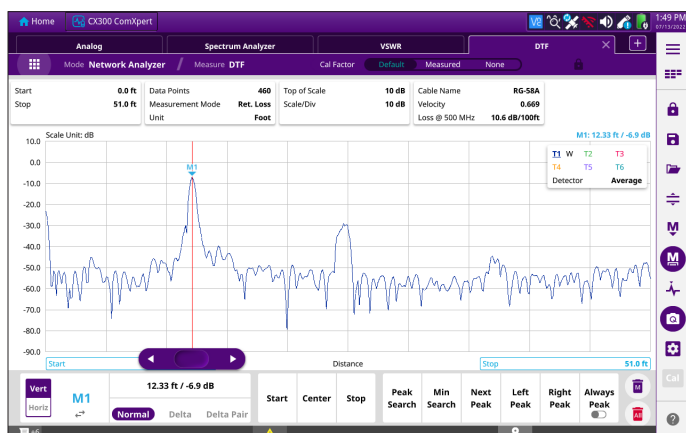 Home
CX300 ComXpert
1:49 PM
07/13/2022
Analog
Spectrum Analyzer
VSWR
DTF
Mode Network Analyzer / Measure DTF
Cal Factor
Default
Measured
None
Start 0.0 ft
Stop 51.0 ft
Data Points 460
Measurement Mode Ret. Loss
Unit Foot
Top of Scale 10 dB
Scale/Div 10 dB
Cable Name RG-58A
Velocity 0.669
Loss @ 500 MHz 10.6 dB/100ft
Scale Unit: dB
M1: 12.33 ft / -6.9 dB
10.0
0.0
-10.0
-20.0
-30.0
-40.0
-50.0
-60.0
-70.0
-80.0
-90.0
M1
T1 W T2 T3
T4 T5 T6
Detector Average
Start
Distance
Stop
51.0 ft
Vert
Horiz
M1
12.33 ft / -6.9 dB
Normal
Delta
Delta Pair
Start
Center
Stop
Peak Search
Min Search
Next Peak
Left Peak
Right Peak
Always Peak
M
All
M
M
Cal
?